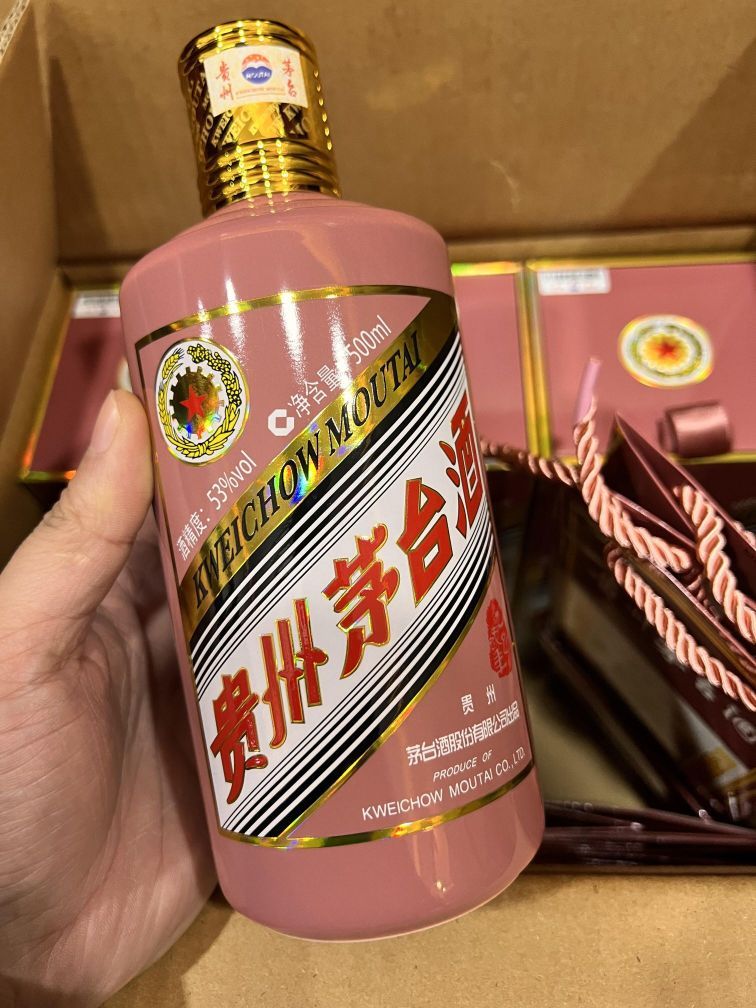 贵州 茅台
MOUTAI
净含量：500ml
酒精度：53%vol
KWEICHOW MOUTAI
贵州茅台酒
贵 州
茅台酒股份有限公司出品
PRODUCE OF
KWEICHOW MOUTAI CO., LTD.